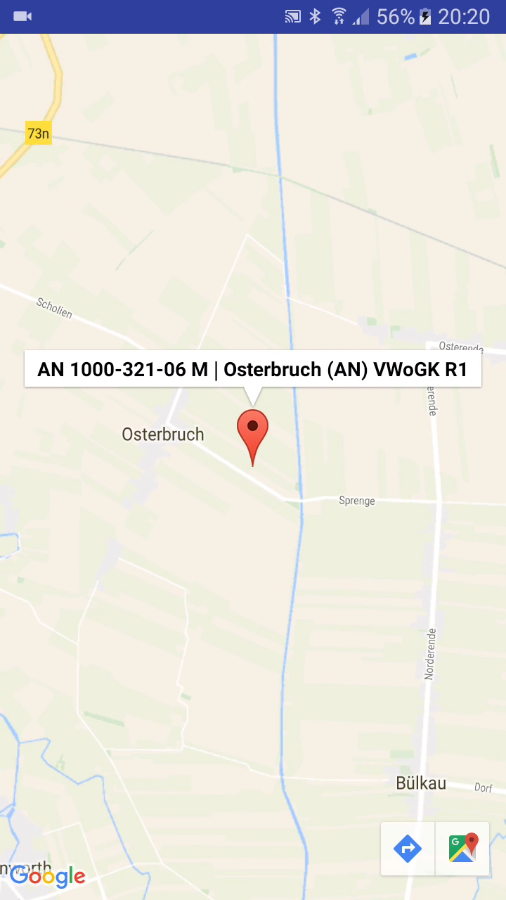 56% 20:20
73n
Schollen
Osterende
AN 1000-321-06 M | Osterbruch (AN) VWoGK R1
Osterbruch
Sprenge
Norderende
Bülkau
Dorf
Google